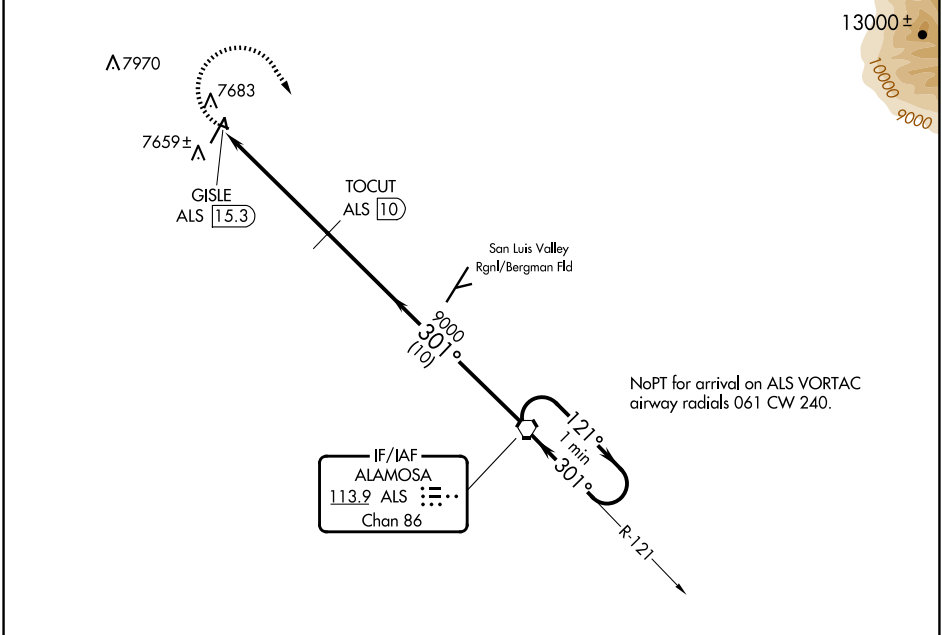 13000±
7970
7683
10000
9000
7659±
GISLE
ALS 15.3
TOCUT
ALS 10
San Luis Valley
Rgnl/Bergman Fld
9000
301°
(10)
NoPT for arrival on ALS VORTAC
airway radials 061 CW 240.
121°
1 min
301°
IF/IAF
ALAMOSA
113.9 ALS
Chan 86
R-121